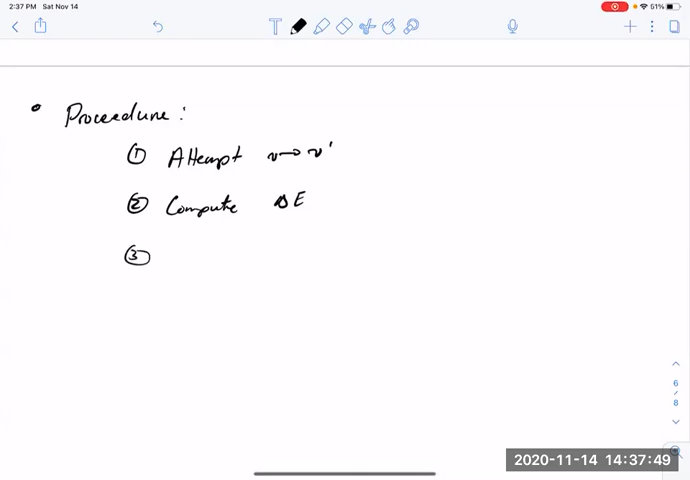 2:37 PM Sat Nov 14
51%
• Proceedure:
① Attempt ν→ν'
② Compute ΔE
③
6
/
8
2020-11-14 14:37:49